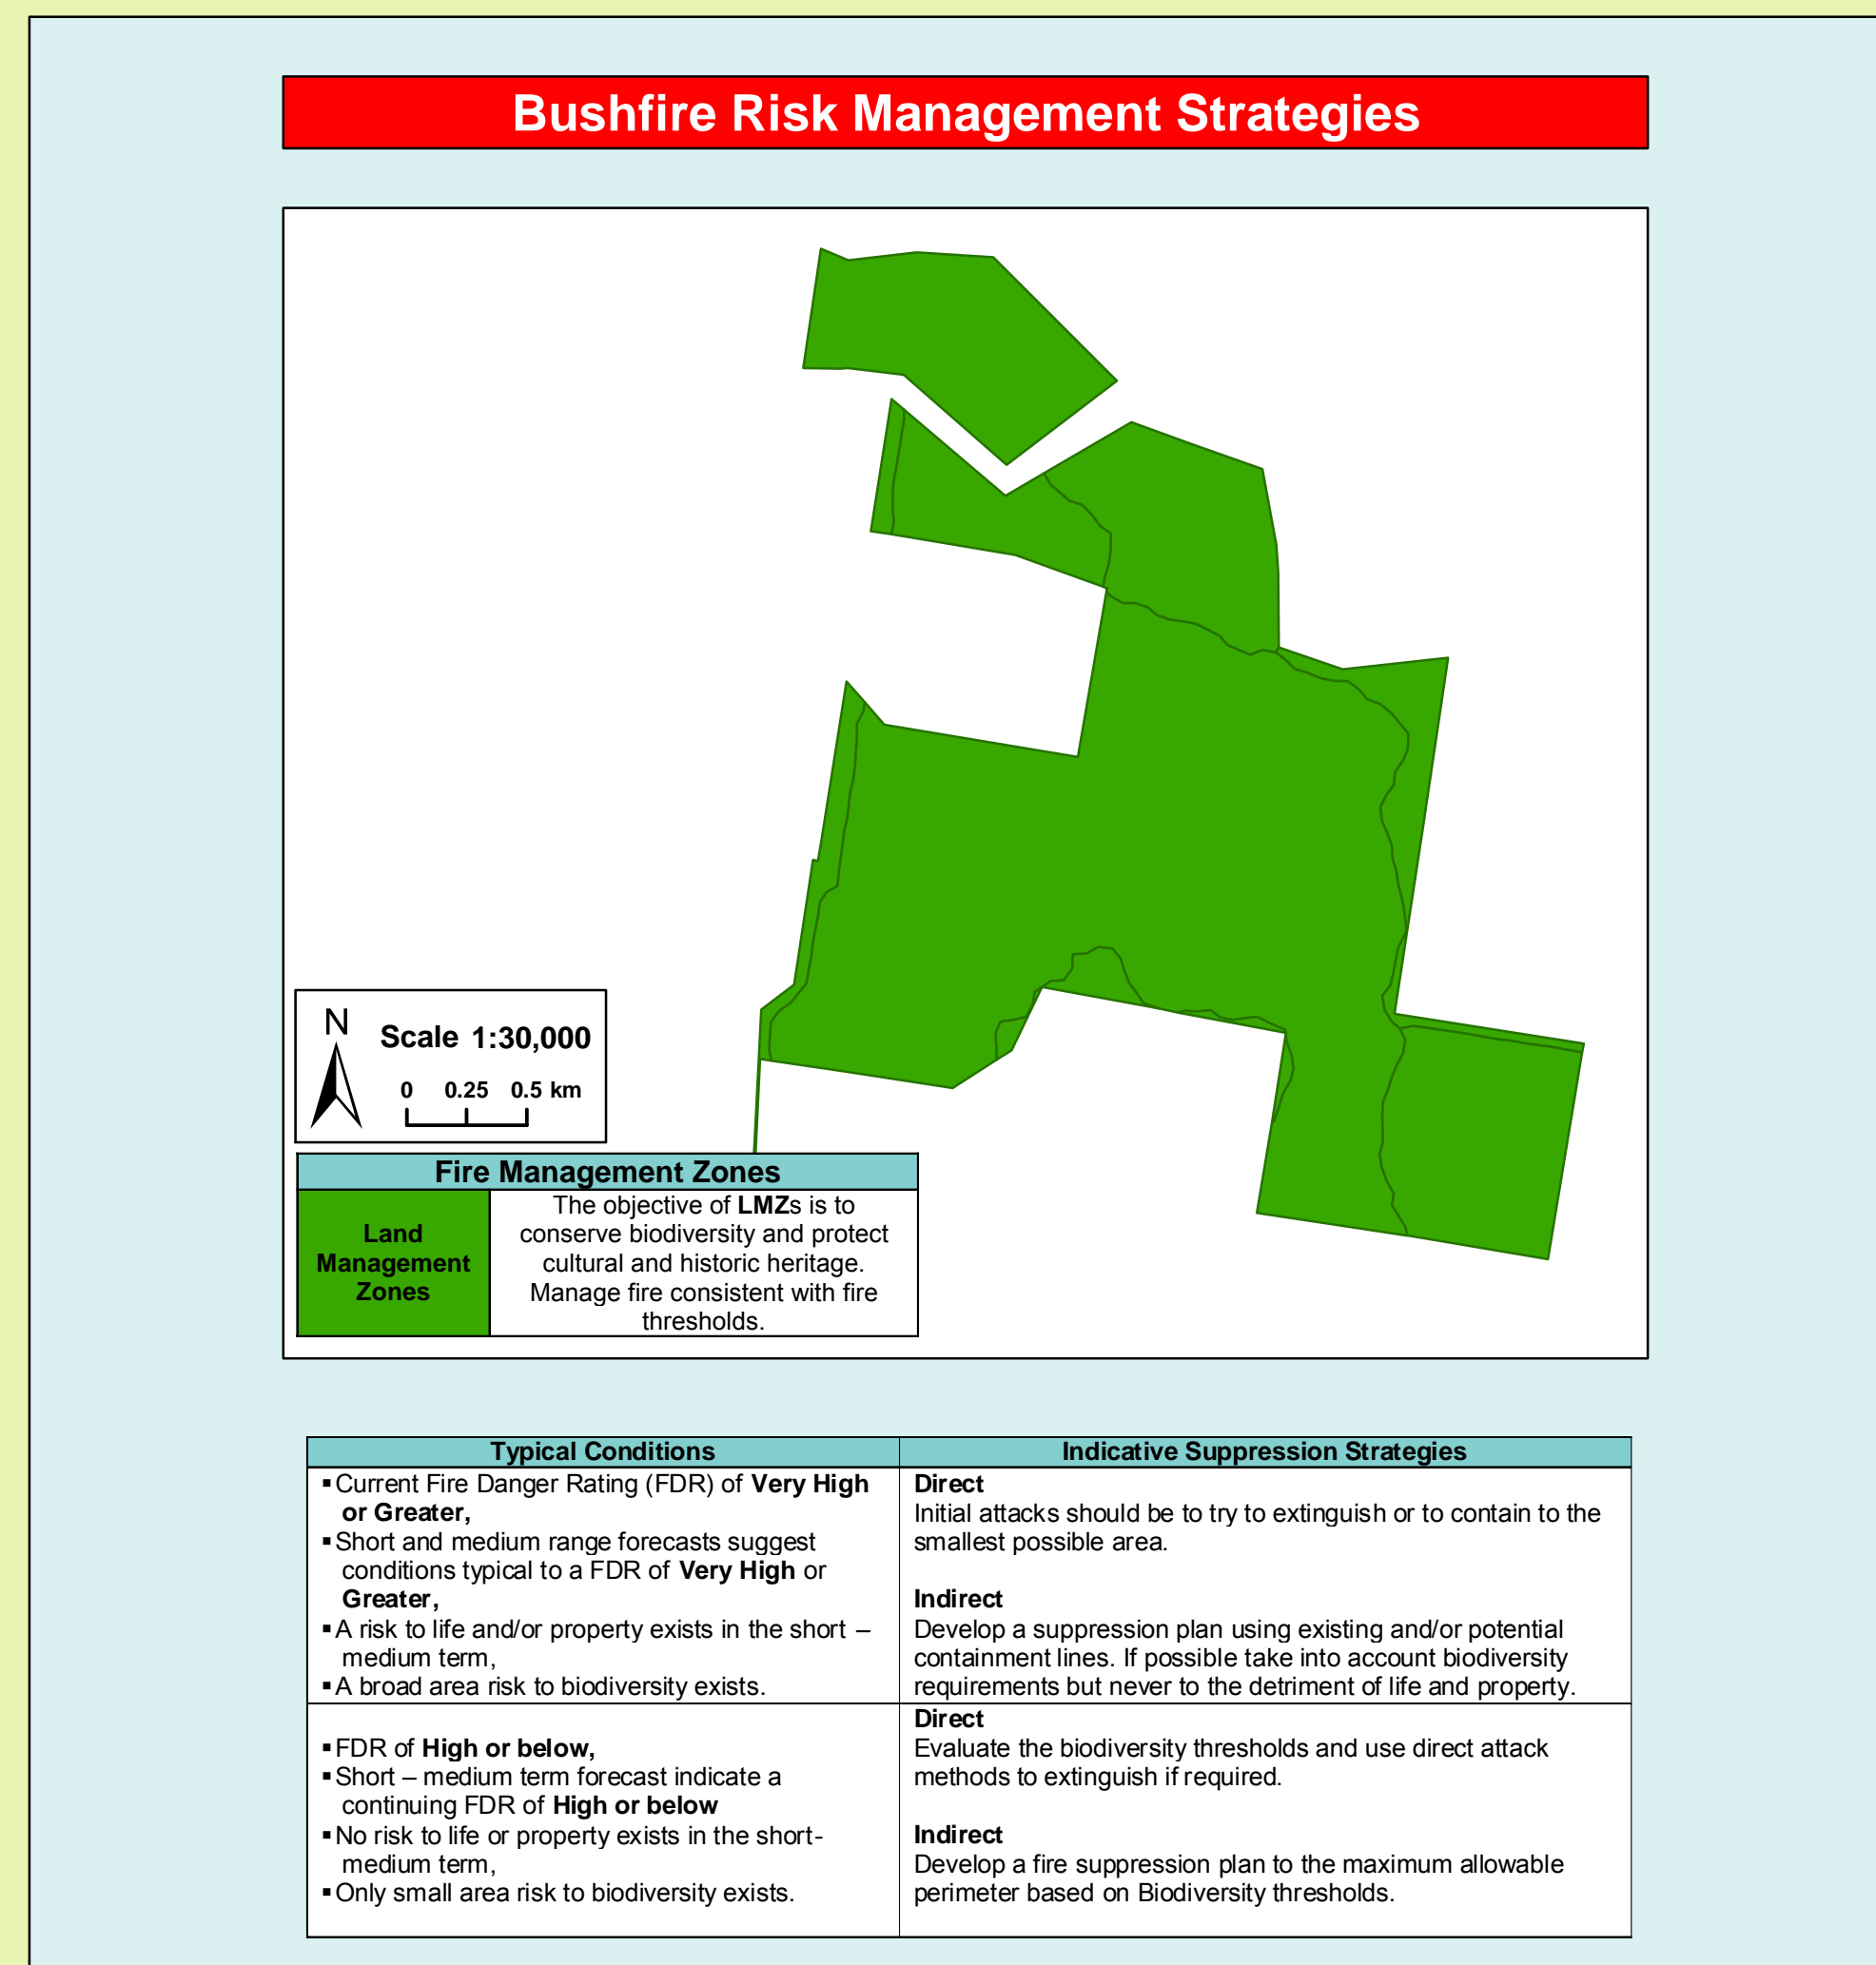 Bushfire Risk Management Strategies
N
Scale 1:30,000
0 0.25 0.5 km
Fire Management Zones
Land
Management
Zones
The objective of LMZs is to
conserve biodiversity and protect
cultural and historic heritage.
Manage fire consistent with fire
thresholds.
Typical Conditions
▪Current Fire Danger Rating (FDR) of Very High
or Greater,
▪Short and medium range forecasts suggest
conditions typical to a FDR of Very High or
Greater,
▪A risk to life and/or property exists in the short –
medium term,
▪A broad area risk to biodiversity exists.
Indicative Suppression Strategies
Direct
Initial attacks should be to try to extinguish or to contain to the
smallest possible area.
Indirect
Develop a suppression plan using existing and/or potential
containment lines. If possible take into account biodiversity
requirements but never to the detriment of life and property.
▪FDR of High or below,
▪Short – medium term forecast indicate a
continuing FDR of High or below
▪No risk to life or property exists in the short-
medium term,
▪Only small area risk to biodiversity exists.
Direct
Evaluate the biodiversity thresholds and use direct attack
methods to extinguish if required.
Indirect
Develop a fire suppression plan to the maximum allowable
perimeter based on Biodiversity thresholds.